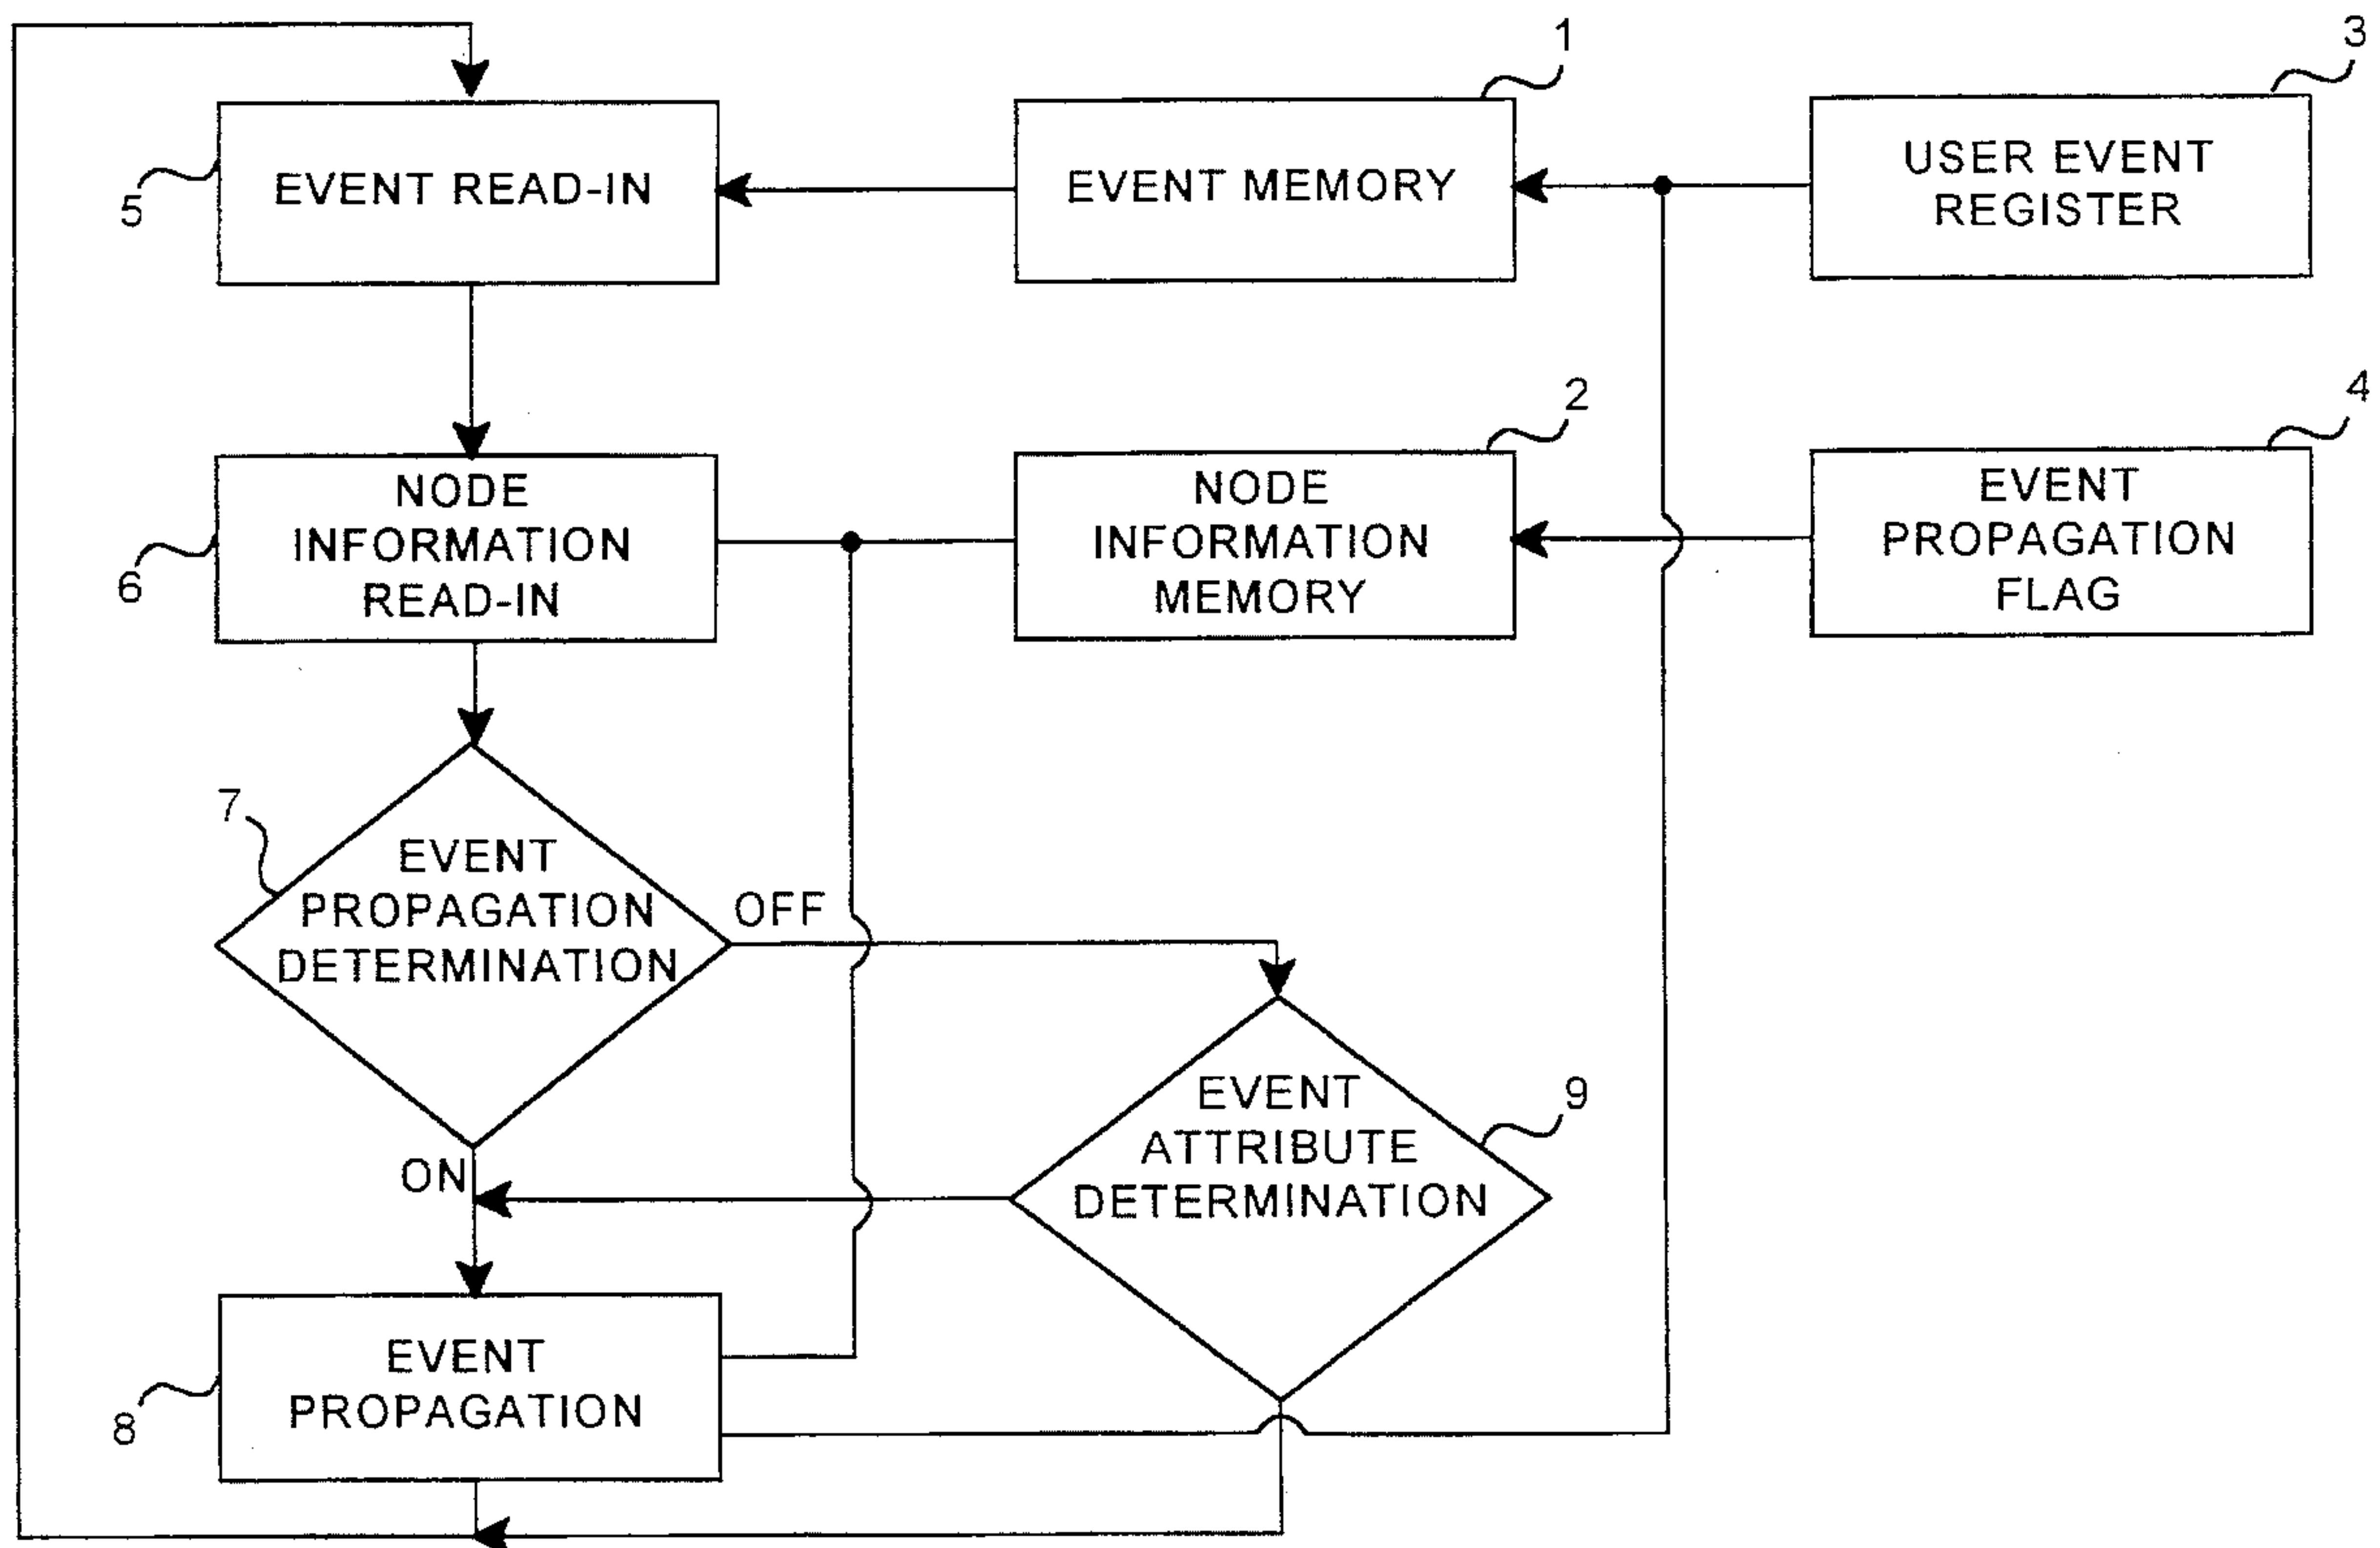 1
3
5
EVENT READ-IN
EVENT MEMORY
USER EVENT
REGISTER
2
4
6
NODE
INFORMATION
READ-IN
NODE
INFORMATION
MEMORY
EVENT
PROPAGATION
FLAG
7
EVENT
PROPAGATION
DETERMINATION
OFF
ON
9
EVENT
ATTRIBUTE
DETERMINATION
8
EVENT
PROPAGATION